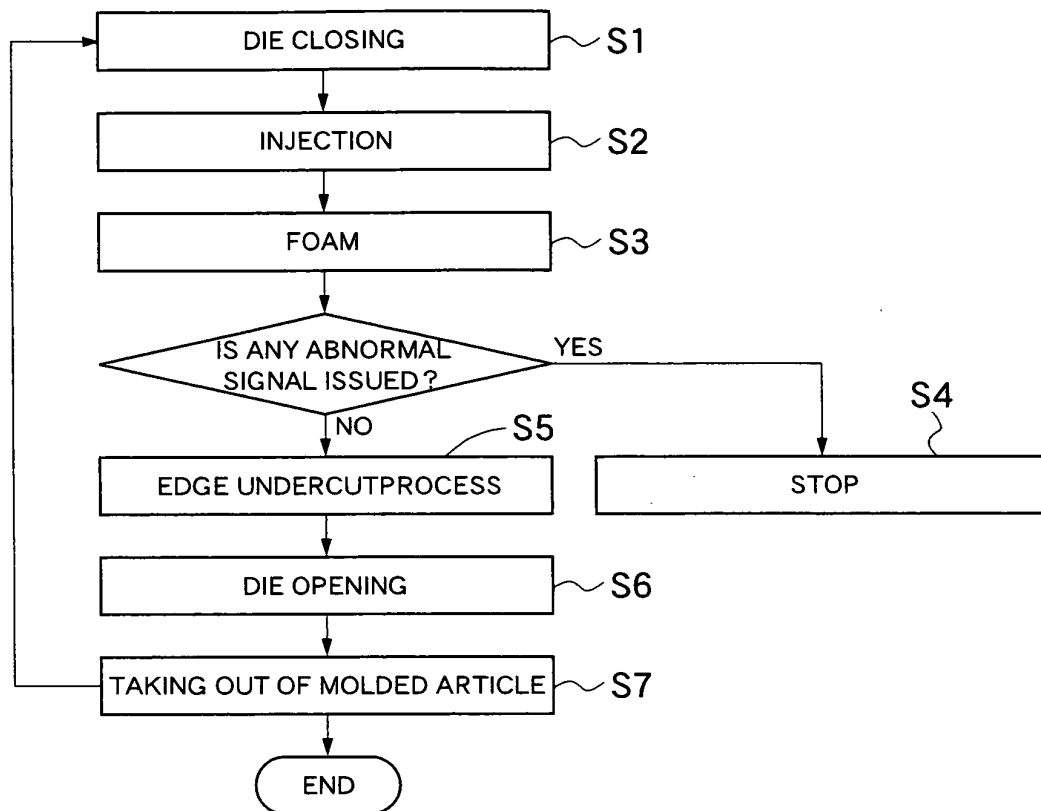 DIE CLOSING
S1
INJECTION
S2
FOAM
S3
IS ANY ABNORMAL
SIGNAL ISSUED?
YES
NO
S5
S4
EDGE UNDERCUTPROCESS
STOP
DIE OPENING
S6
TAKING OUT OF MOLDED ARTICLE
S7
END